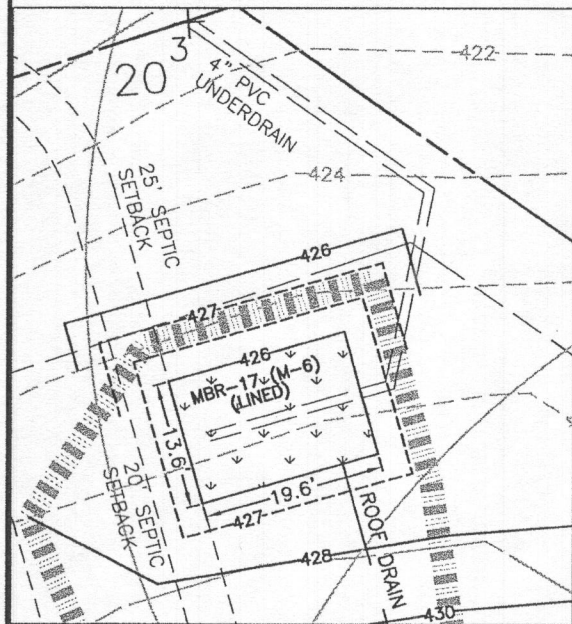 20 3
4" PVC
UNDERDRAIN
422
424
25' SEPTIC
SETBACK
426
427
426
MBR-17 (M-6)
(LINED)
13.6'
19.6'
20' SEPTIC
SETBACK
427
ROOF DRAIN
428
430